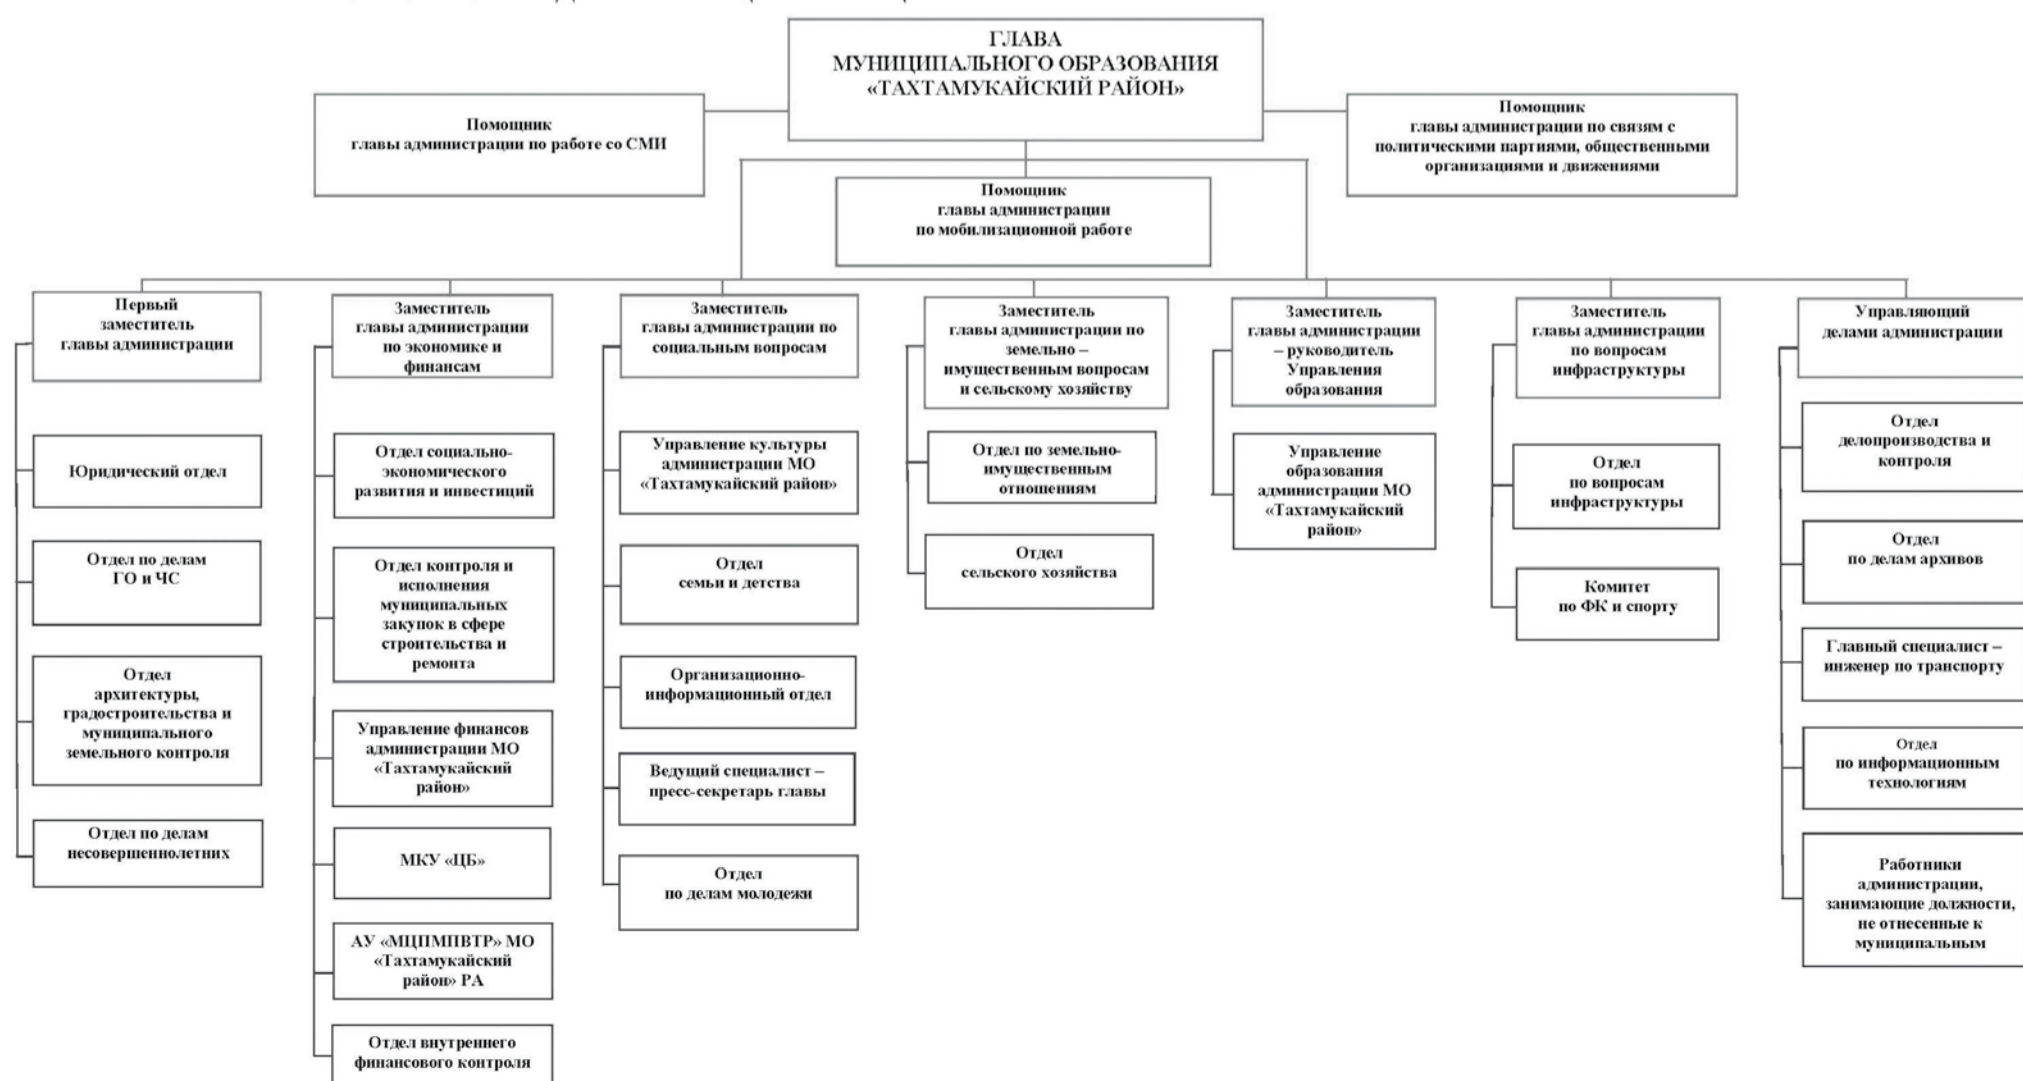 ГЛАВА
МУНИЦИПАЛЬНОГО ОБРАЗОВАНИЯ
«ТАХТАМУКАЙСКИЙ РАЙОН»
Помощник
главы администрации по работе со СМИ
Помощник
главы администрации по связям с
политическими партиями, общественными
организациями и движениями
Помощник
главы администрации
по мобилизационной работе
Первый
заместитель
главы администрации
Юридический отдел
Отдел по делам
ГО и ЧС
Отдел
архитектуры,
градостроительства и
муниципального
земельного контроля
Отдел по делам
несовершеннолетних
Заместитель
главы администрации
по экономике и
финансам
Отдел социально-
экономического
развития и инвестиций
Отдел контроля и
исполнения
муниципальных
закупок в сфере
строительства и
ремонта
Управление финансов
администрации МО
«Тахтамукайский
район»
МКУ «ЦБ»
АУ «МЦПМПВТР» МО
«Тахтамукайский
район» РА
Отдел внутреннего
финансового контроля
Заместитель
главы администрации по
социальным вопросам
Управление культуры
администрации МО
«Тахтамукайский район»
Отдел
семьи и детства
Организационно-
информационный отдел
Ведущий специалист –
пресс-секретарь главы
Отдел
по делам молодежи
Заместитель
главы администрации по
земельно –
имущественным вопросам
и сельскому хозяйству
Отдел по земельно-
имущественным
отношениям
Отдел
сельского хозяйства
Заместитель
главы администрации
– руководитель
Управления
образования
Управление
образования
администрации МО
«Тахтамукайский
район»
Заместитель
главы администрации
по вопросам
инфраструктуры
Отдел
по вопросам
инфраструктуры
Комитет
по ФК и спорту
Управляющий
делами администрации
Отдел
делопроизводства и
контроля
Отдел
по делам архивов
Главный специалист –
инженер по транспорту
Отдел
по информационным
технологиям
Работники
администрации,
занимающие должности,
не отнесенные к
муниципальным